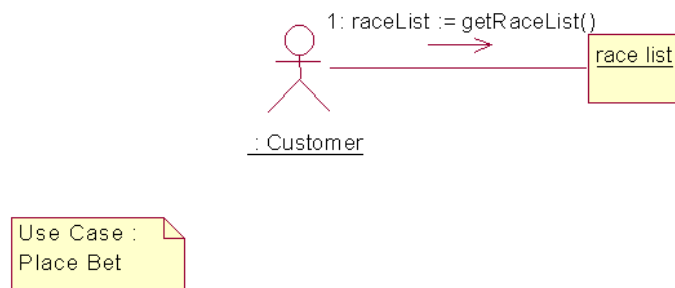 1: raceList := getRaceList()
race list
: Customer
Use Case :
Place Bet